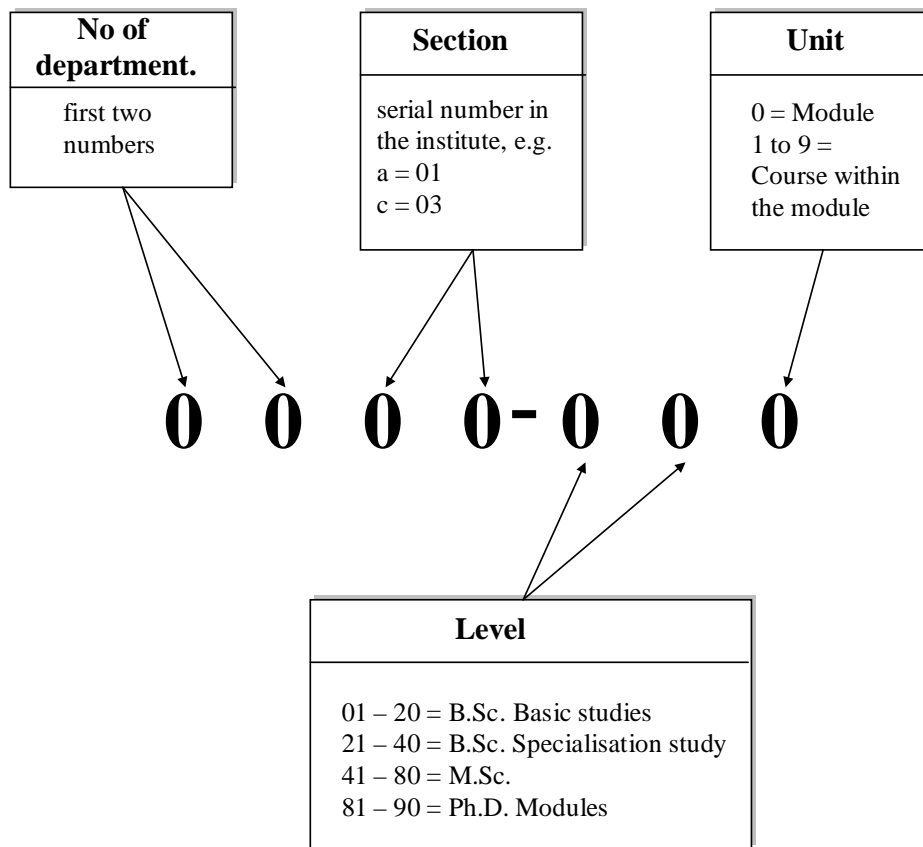 No of
department.
first two
numbers
Section
serial number in
the institute, e.g.
a = 01
c = 03
Unit
0 = Module
1 to 9 =
Course within
the module
0 0 0 0 - 0 0 0
Level
01 – 20 = B.Sc. Basic studies
21 – 40 = B.Sc. Specialisation study
41 – 80 = M.Sc.
81 – 90 = Ph.D. Modules